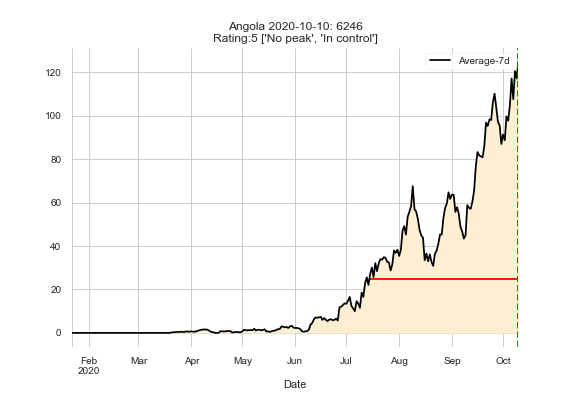 Angola 2020-10-10: 6246
Rating:5 ['No peak', 'In control']
Average-7d
120
100
80
60
40
20
0
Feb Mar Apr May Jun Jul Aug Sep Oct
2020
Date